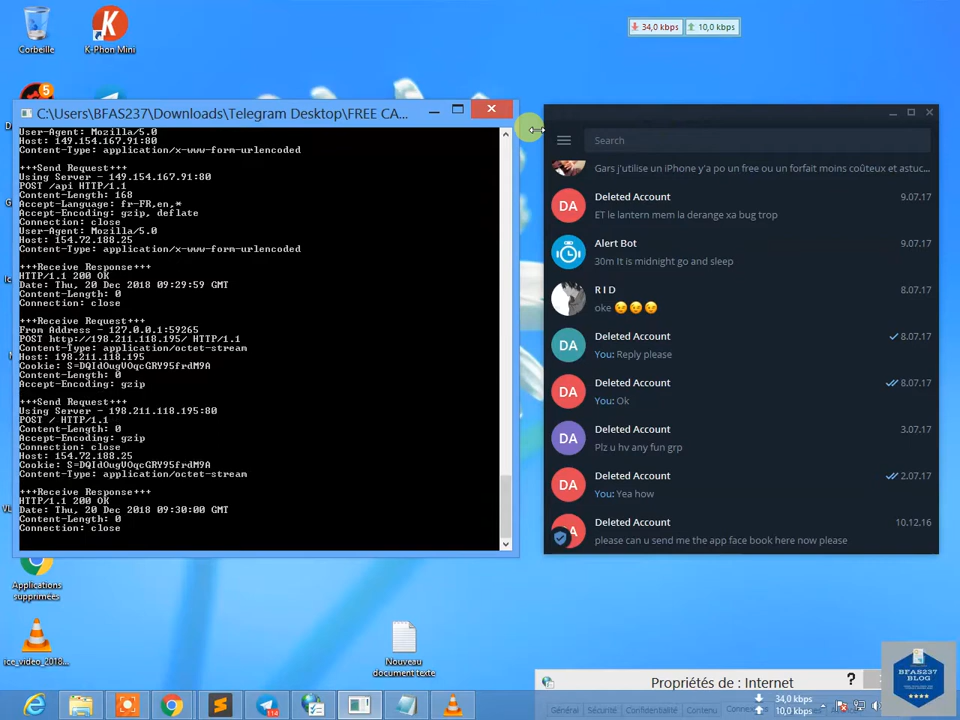 Corbeille
K-Phon Mini
34,0 kbps
10,0 kbps
5
C:\Users\BFAS237\Downloads\Telegram Desktop\FREE CA...
User-Agent: Mozilla/5.0
Host: 149.154.167.91:80
Content-Type: application/x-www-form-urlencoded
+++Send Request+++
Using Server - 149.154.167.91:80
POST /api HTTP/1.1
Content-Length: 168
Accept-Language: fr-FR,en,*
Accept-Encoding: gzip, deflate
Connection: close
User-Agent: Mozilla/5.0
Host: 154.72.188.25
Content-Type: application/x-www-form-urlencoded
+++Receive Response+++
HTTP/1.1 200 OK
Date: Thu, 20 Dec 2018 09:29:59 GMT
Content-Length: 0
Connection: close
+++Receive Request+++
From Address - 127.0.0.1:59265
POST http://198.211.118.195/ HTTP/1.1
Content-Type: application/octet-stream
Host: 198.211.118.195
Cookie: S=DQIdOugVOqcGRY95frdM9A
Content-Length: 0
Accept-Encoding: gzip
+++Send Request+++
Using Server - 198.211.118.195:80
POST / HTTP/1.1
Content-Length: 0
Accept-Encoding: gzip
Connection: close
Host: 154.72.188.25
Cookie: S=DQIdOugVOqcGRY95frdM9A
Content-Type: application/octet-stream
+++Receive Response+++
HTTP/1.1 200 OK
Date: Thu, 20 Dec 2018 09:30:00 GMT
Content-Length: 0
Connection: close
Search
Gars j'utilise un iPhone y'a po un free ou un forfait moins coûteux et astuc...
DA
Deleted Account
9.07.17
ET le lantern mem la derange xa bug trop
Alert Bot
9.07.17
30m It is midnight go and sleep
R I D
8.07.17
oke 😉😉😉
DA
Deleted Account
8.07.17
You: Reply please
DA
Deleted Account
8.07.17
You: Ok
DA
Deleted Account
3.07.17
Plz u hv any fun grp
DA
Deleted Account
2.07.17
You: Yea how
Deleted Account
10.12.16
please can u send me the app face book here now please
Applications
supprimées
ice_video_2018...
Nouveau
document texte
Propriétés de : Internet
?
Général
Sécurité
Confidentialité
Contenu
34,0 kbps
10,0 kbps
14
BFAS237
BLOG